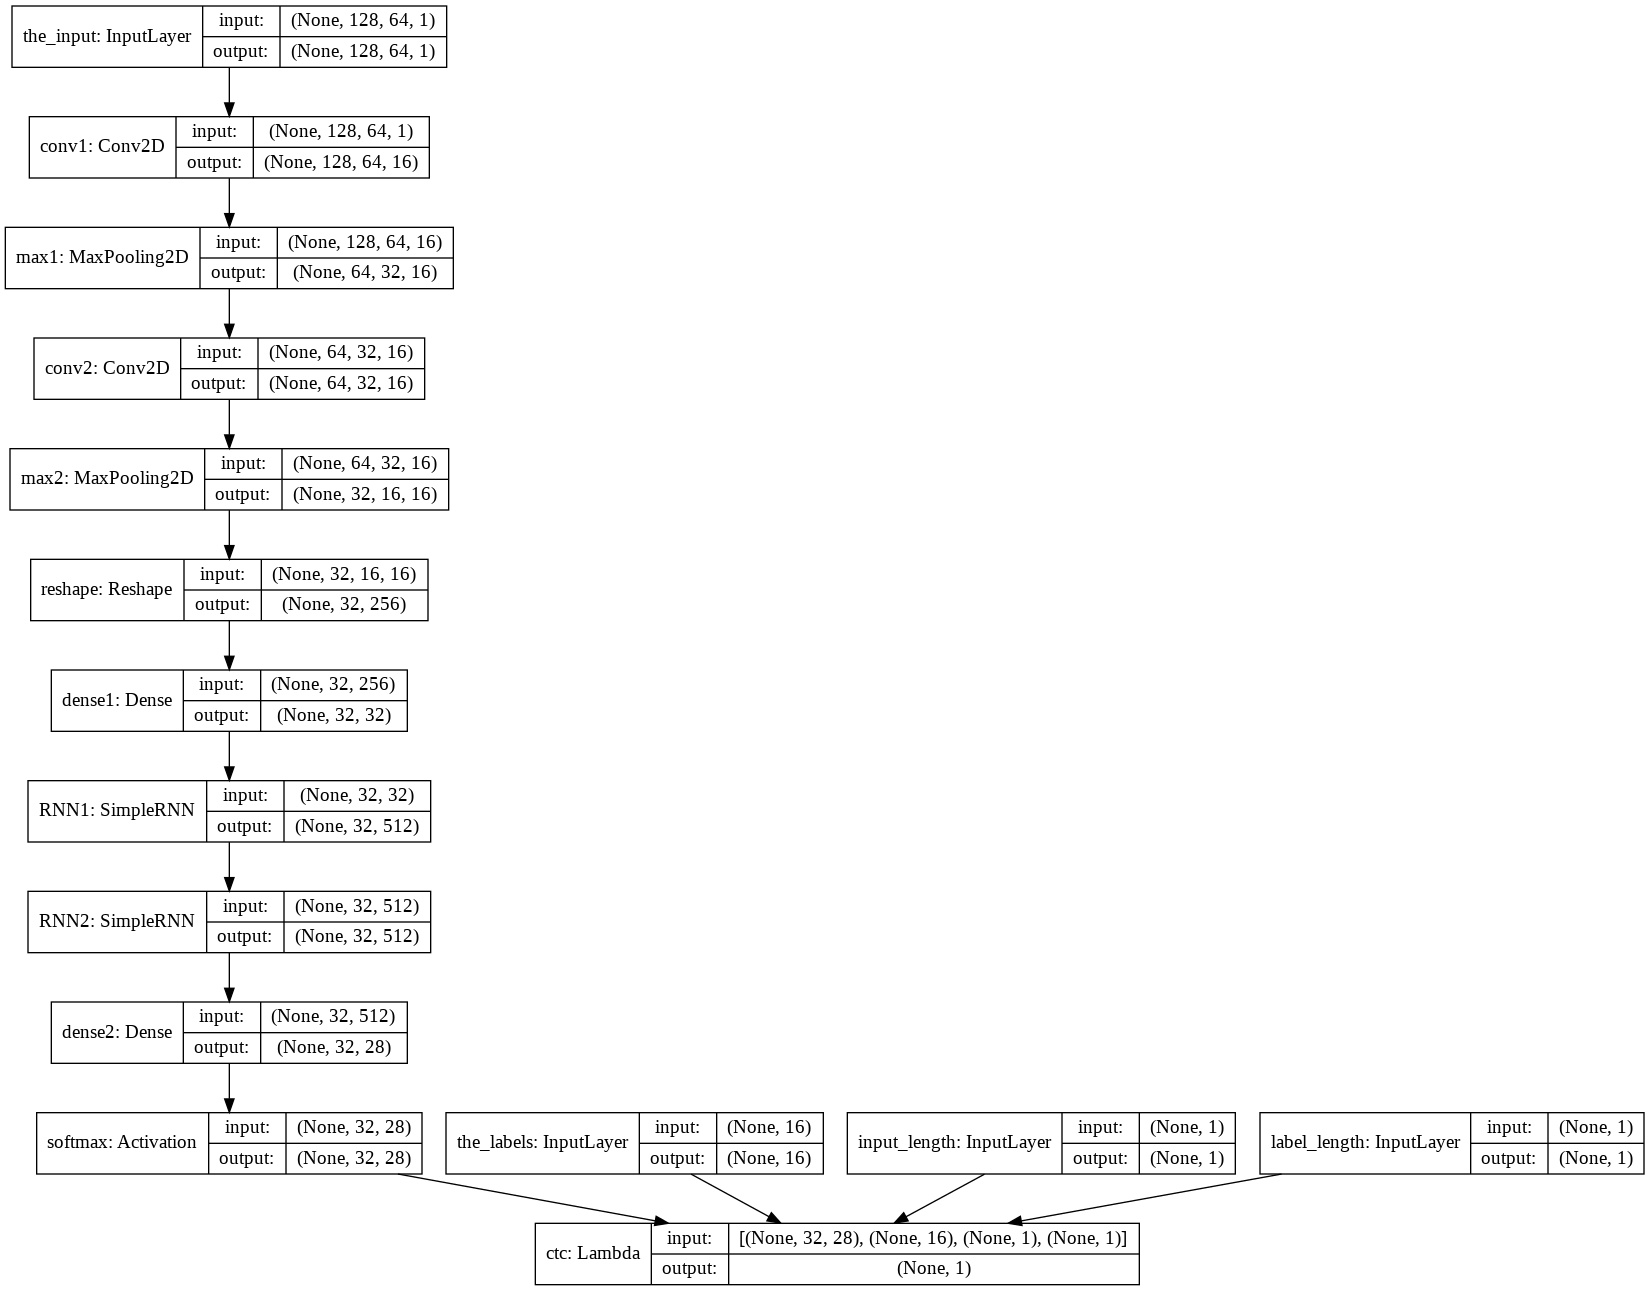 the_input: InputLayer input: (None, 128, 64, 1)
output: (None, 128, 64, 1)
conv1: Conv2D input: (None, 128, 64, 1)
output: (None, 128, 64, 16)
max1: MaxPooling2D input: (None, 128, 64, 16)
output: (None, 64, 32, 16)
conv2: Conv2D input: (None, 64, 32, 16)
output: (None, 64, 32, 16)
max2: MaxPooling2D input: (None, 64, 32, 16)
output: (None, 32, 16, 16)
reshape: Reshape input: (None, 32, 16, 16)
output: (None, 32, 256)
dense1: Dense input: (None, 32, 256)
output: (None, 32, 32)
RNN1: SimpleRNN input: (None, 32, 32)
output: (None, 32, 512)
RNN2: SimpleRNN input: (None, 32, 512)
output: (None, 32, 512)
dense2: Dense input: (None, 32, 512)
output: (None, 32, 28)
softmax: Activation input: (None, 32, 28)
output: (None, 32, 28)
the_labels: InputLayer input: (None, 16)
output: (None, 16)
input_length: InputLayer input: (None, 1)
output: (None, 1)
label_length: InputLayer input: (None, 1)
output: (None, 1)
ctc: Lambda input: [(None, 32, 28), (None, 16), (None, 1), (None, 1)]
output: (None, 1)